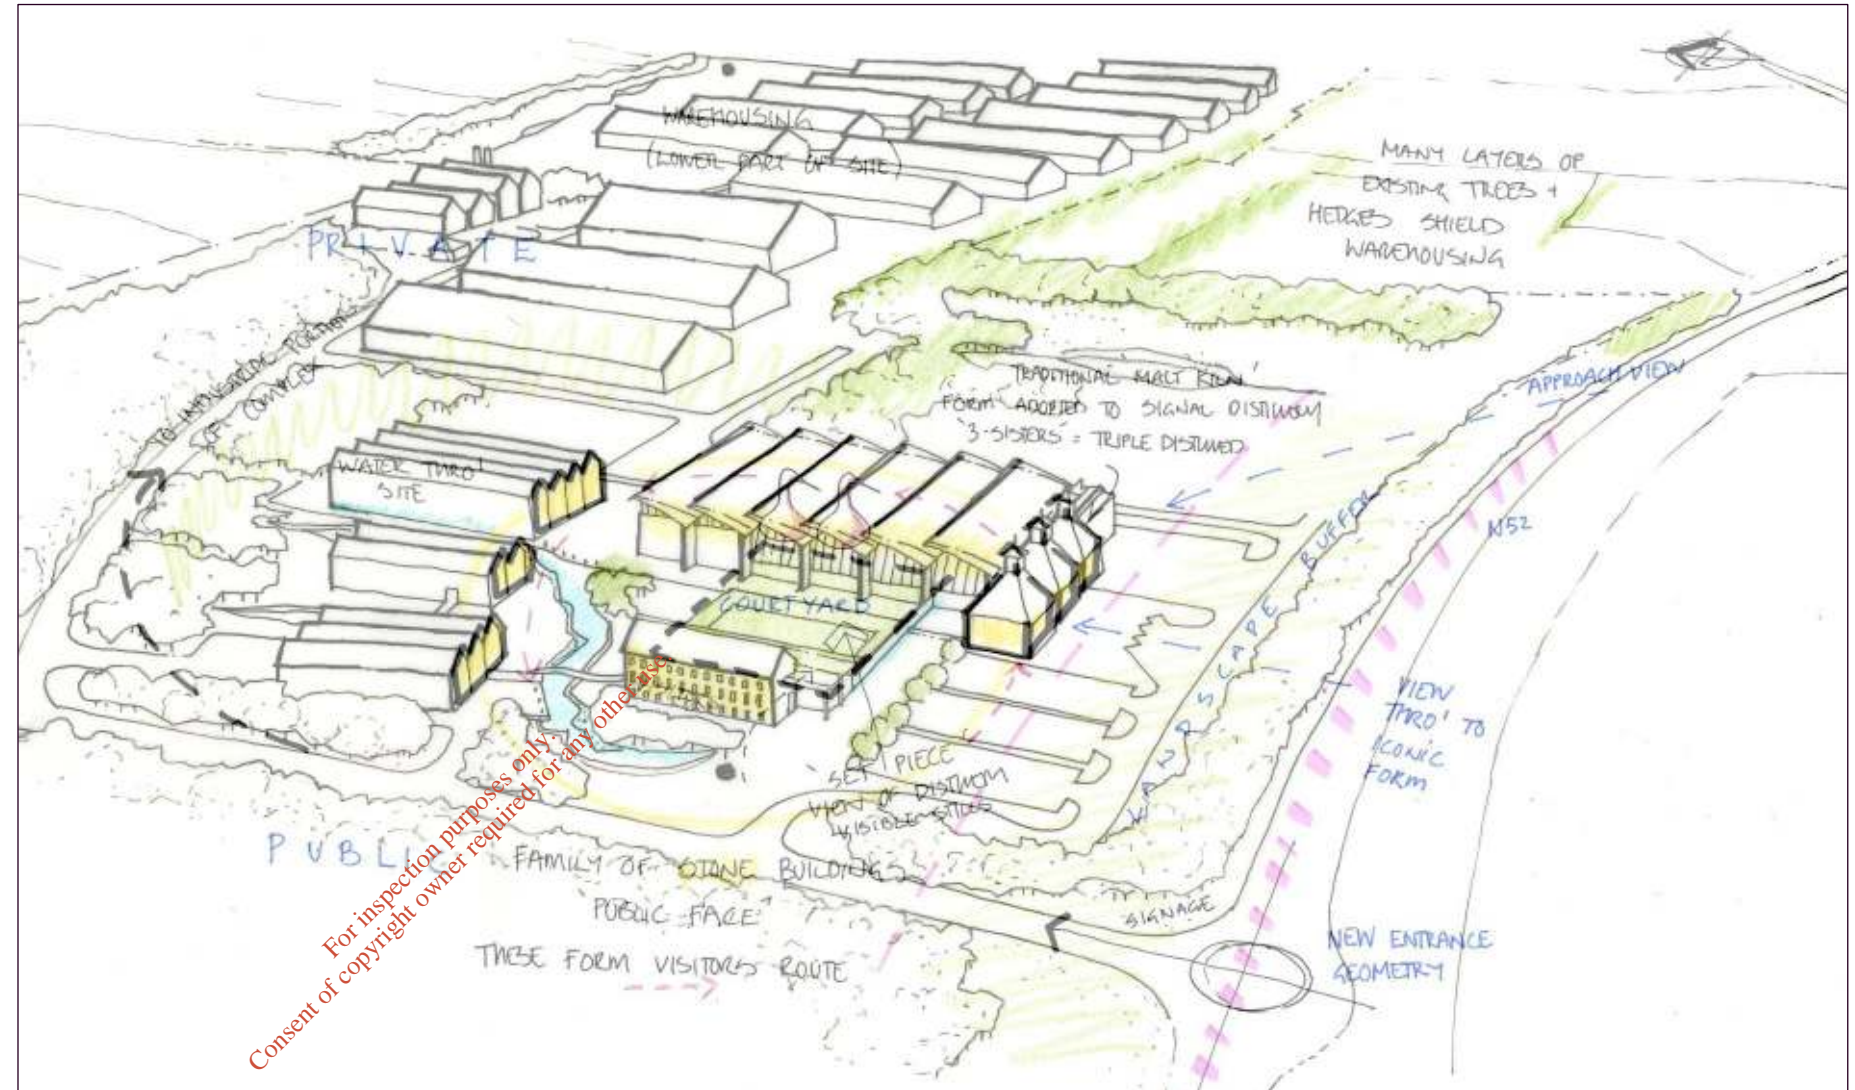 WAREHOUSING
(LOWER PART OF SITE)
MANY LAYERS OF
EXISTING TREES +
HEDGES SHIELD
WAREHOUSING
PRIVATE
APPROACH VIEW
TRADITIONAL MALT KILN
FORM ADOPTED TO SIGNAL DISTILLERY
'3-SISTERS' = TRIPLE DISTILLED
TO INDUSTRIAL PORTION
OF COMPLEX
WATER THRO'
SITE
N52
LANDSCAPE BUFFER
COURTYARD
VIEW
THRO' TO
ICONIC
FORM
SET PIECE
VIEW OF DISTILLERY
VISIBLE STILLS
PUBLIC
FAMILY OF STONE BUILDINGS
"PUBLIC FACE"
THESE FORM VISITORS ROUTE
SIGNAGE
NEW ENTRANCE
GEOMETRY
For inspection purposes only.
Consent of copyright owner required for any other use.